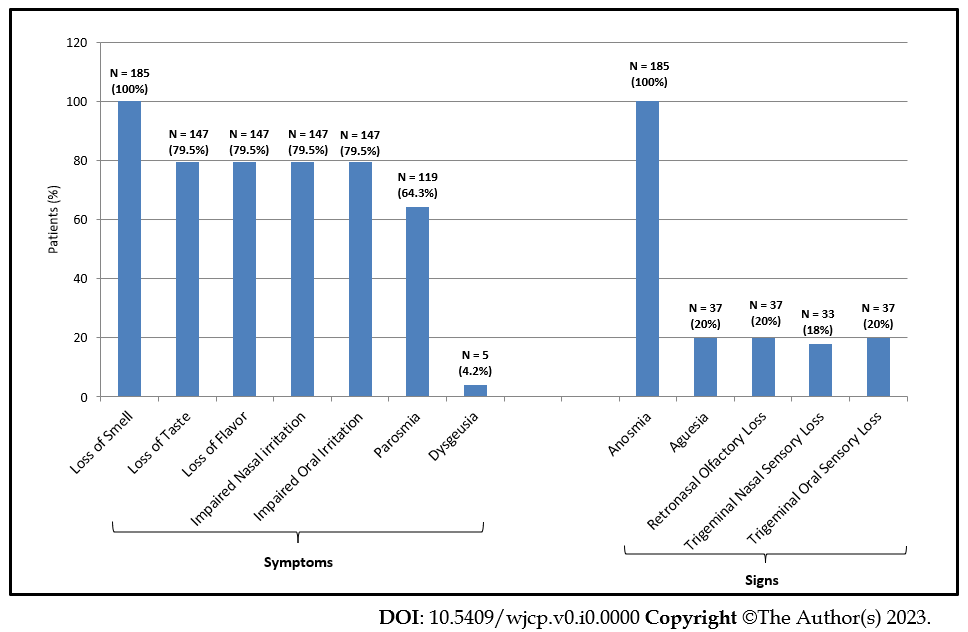 120
100
80
60
40
20
0
Patients (%)
N = 185
(100%)
N = 147
(79.5%)
N = 147
(79.5%)
N = 147
(79.5%)
N = 147
(79.5%)
N = 119
(64.3%)
N = 5
(4.2%)
N = 185
(100%)
N = 37
(20%)
N = 37
(20%)
N = 33
(18%)
N = 37
(20%)
Loss of Smell
Loss of Taste
Loss of Flavor
Impaired Nasal irritation
Impaired Oral Irritation
Parosmia
Dysgeusia
Anosmia
Aguesia
Retronasal Olfactory Loss
Trigeminal Nasal Sensory Loss
Trigeminal Oral Sensory Loss
Symptoms
Signs
DOI: 10.5409/wjcp.v0.i0.0000 Copyright ©The Author(s) 2023.